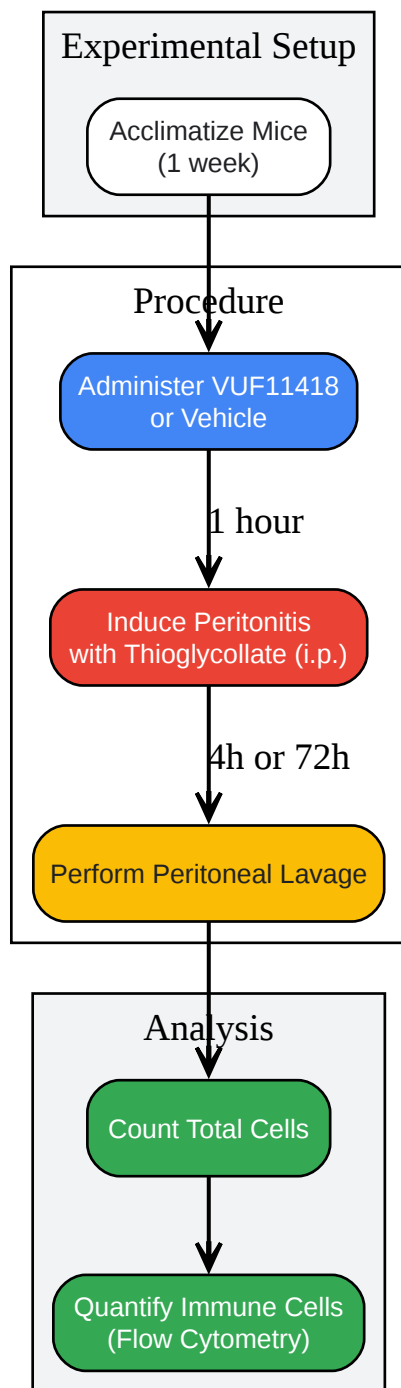 Experimental Setup
Acclimatize Mice
(1 week)
Procedure
Administer VUF11418
or Vehicle
1 hour
Induce Peritonitis
with Thioglycollate (i.p.)
4h or 72h
Perform Peritoneal Lavage
Analysis
Count Total Cells
Quantify Immune Cells
(Flow Cytometry)